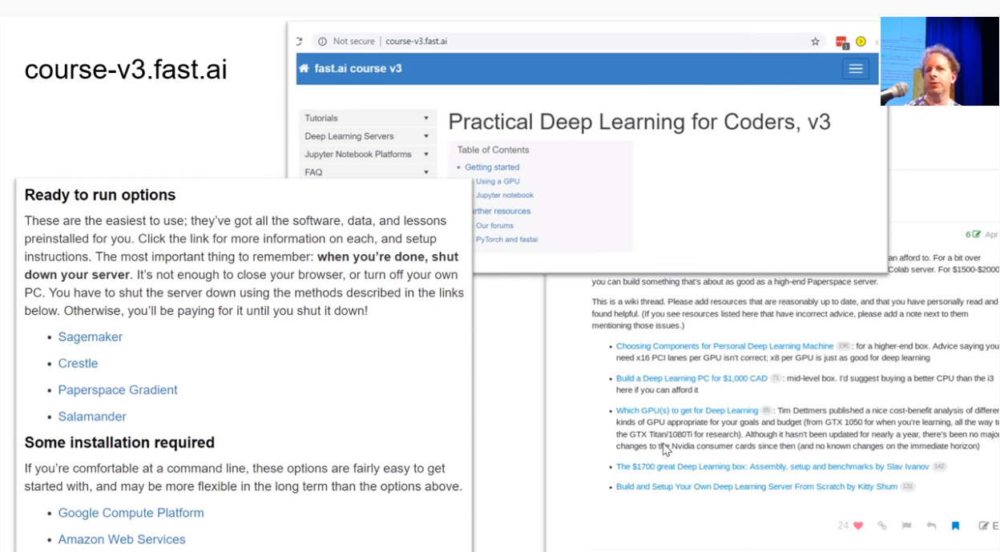 course-v3.fast.ai
Not secure | course-v3.fast.ai
3
fast.ai course v3
Tutorials
Deep Learning Servers
Jupyter Notebook Platforms
FAQ
Practical Deep Learning for Coders, v3
Table of Contents
Getting started
Using a GPU
Jupyter notebook
rther resources
Our forums
PyTorch and fastai
Ready to run options
These are the easiest to use; they've got all the software, data, and lessons
preinstalled for you. Click the link for more information on each, and setup
instructions. The most important thing to remember: when you're done, shut
down your server. It's not enough to close your browser, or turn off your own
PC. You have to shut the server down using the methods described in the links
below. Otherwise, you'll be paying for it until you shut it down!
• Sagemaker
• Crestle
• Paperspace Gradient
• Salamander
Some installation required
If you're comfortable at a command line, these options are fairly easy to get
started with, and may be more flexible in the long term than the options above.
• Google Compute Platform
• Amazon Web Services
6 Apr
an afford to. For a bit over
Colab server. For $1500-$2000
you can build something that's about as good as a high-end Paperspace server.
This is a wiki thread. Please add resources that are reasonably up to date, and that you have personally read and
found helpful. (If you see resources listed here that have incorrect advice, please add a note next to them
mentioning those issues.)
• Choosing Components for Personal Deep Learning Machine 196 : for a higher-end box. Advice saying you
need x16 PCI lanes per GPU isn't correct; x8 per GPU is just as good for deep learning
• Build a Deep Learning PC for $1,000 CAD 71 : mid-level box. I'd suggest buying a better CPU than the i3
here if you can afford it
• Which GPU(s) to get for Deep Learning 85 : Tim Dettmers published a nice cost-benefit analysis of differen
kinds of GPU appropriate for your goals and budget (from GTX 1050 for when you're learning, all the way to
the GTX Titan/1080Ti for research). Although it hasn't been updated for nearly a year, there's been no majo
changes to the Nvidia consumer cards since then (and no known changes on the immediate horizon)
• The $1700 great Deep Learning box: Assembly, setup and benchmarks by Slav Ivanov 142
• Build and Setup Your Own Deep Learning Server From Scratch by Kitty Shum 131
24
E